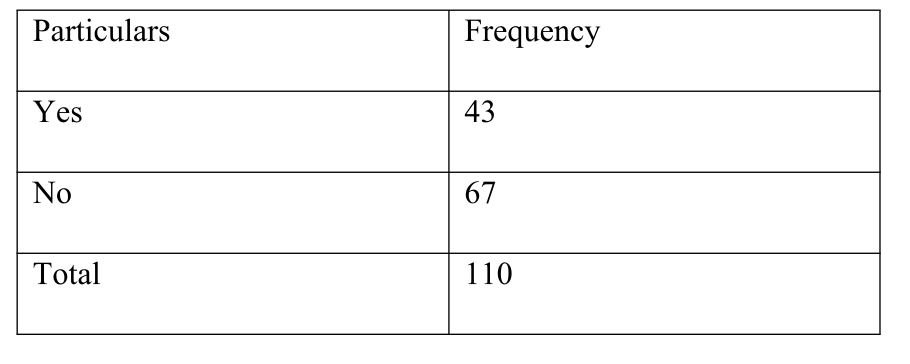 Particulars Frequency
Yes 43
No 67
Total 110